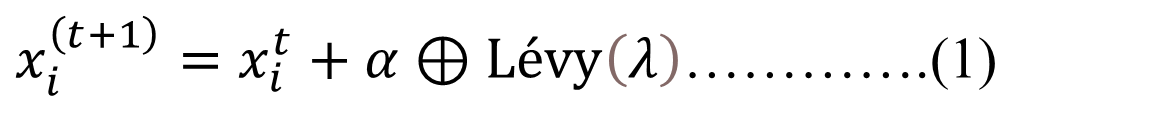 x_i^(t+1) = x_i^t + α ⊕ Lévy(λ).............(1)